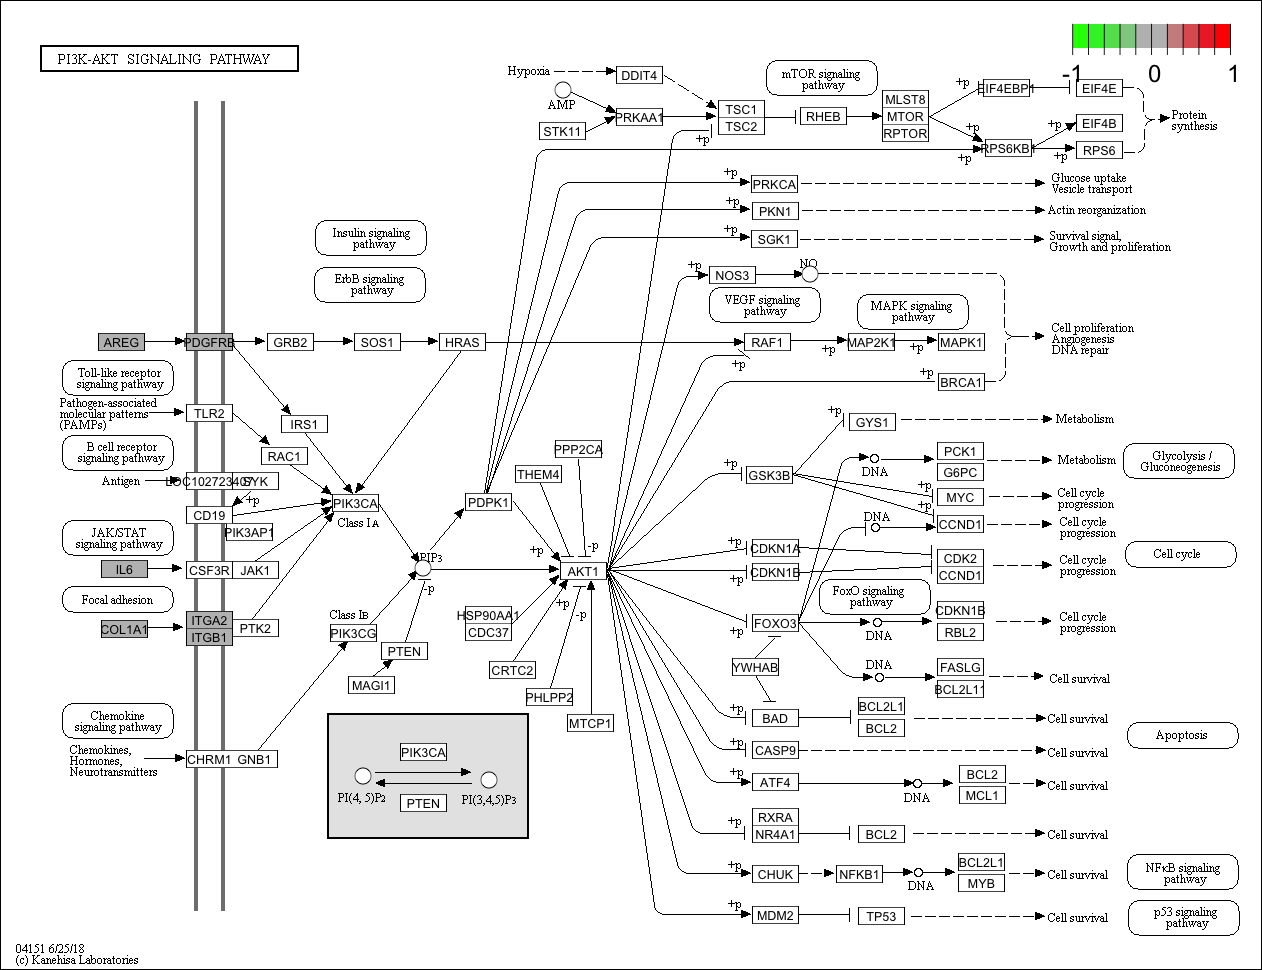 PI3K-AKT SIGNALING PATHWAY
-1 0 1
Hypoxia
DDIT4
AMP
STK11
PRKAA1
TSC1
TSC2
+p
mTOR signaling
pathway
RHEB
MLST8
MTOR
RPTOR
+p
EIF4EBP1
EIF4E
+p
+p
EIF4B
RPS6KB1
+p
+p
RPS6
Protein
synthesis
+p
PRKCA
Glucose uptake
Vesicle transport
+p
PKN1
Actin reorganization
+p
SGK1
Survival signal,
Growth and proliferation
Insulin signaling
pathway
ErbB signaling
pathway
+p
NOS3
NO
VEGF signaling
pathway
MAPK signaling
pathway
AREG
PDGFRB
GRB2
SOS1
HRAS
RAF1
+p
+p
MAP2K1
+p
MAPK1
Cell proliferation
Angiogenesis
DNA repair
+p
BRCA1
Toll-like receptor
signaling pathway
Pathogen-associated
molecular patterns
(PAMPs)
TLR2
IRS1
RAC1
B cell receptor
signaling pathway
Antigen
LOC102723407
SYK
+p
CD19
PIK3AP1
PIK3CA
Class IA
JAK/STAT
signaling pathway
IL6
CSF3R
JAK1
Focal adhesion
COL1A1
ITGA2
ITGB1
PTK2
Chemokine
signaling pathway
Chemokines,
Hormones,
Neurotransmitters
CHRM1
GNB1
PIP3
-p
Class IB
PIK3CG
PTEN
MAGI1
PDPK1
THEM4
PPP2CA
+p
-p
AKT1
+p
-p
HSP90AA1
CDC37
CRTC2
PHLPP2
MTCP1
PIK3CA
PI(4, 5)P2
PI(3,4,5)P3
PTEN
+p
GYS1
Metabolism
+p
GSK3B
DNA
PCK1
G6PC
Metabolism
Glycolysis /
Gluconeogenesis
+p
MYC
Cell cycle
progression
DNA
+p
CCND1
Cell cycle
progression
+p
CDKN1A
+p
CDKN1B
CDK2
CCND1
Cell cycle
progression
Cell cycle
FoxO signaling
pathway
+p
FOXO3
DNA
CDKN1B
RBL2
Cell cycle
progression
YWHAB
DNA
FASLG
BCL2L11
Cell survival
+p
BAD
BCL2L1
BCL2
Cell survival
Apoptosis
+p
CASP9
Cell survival
+p
ATF4
DNA
BCL2
MCL1
Cell survival
+p
RXRA
NR4A1
BCL2
Cell survival
+p
CHUK
NFKB1
DNA
BCL2L1
MYB
Cell survival
NFκB signaling
pathway
+p
MDM2
TP53
Cell survival
p53 signaling
pathway
04151 6/25/18
(c) Kanehisa Laboratories